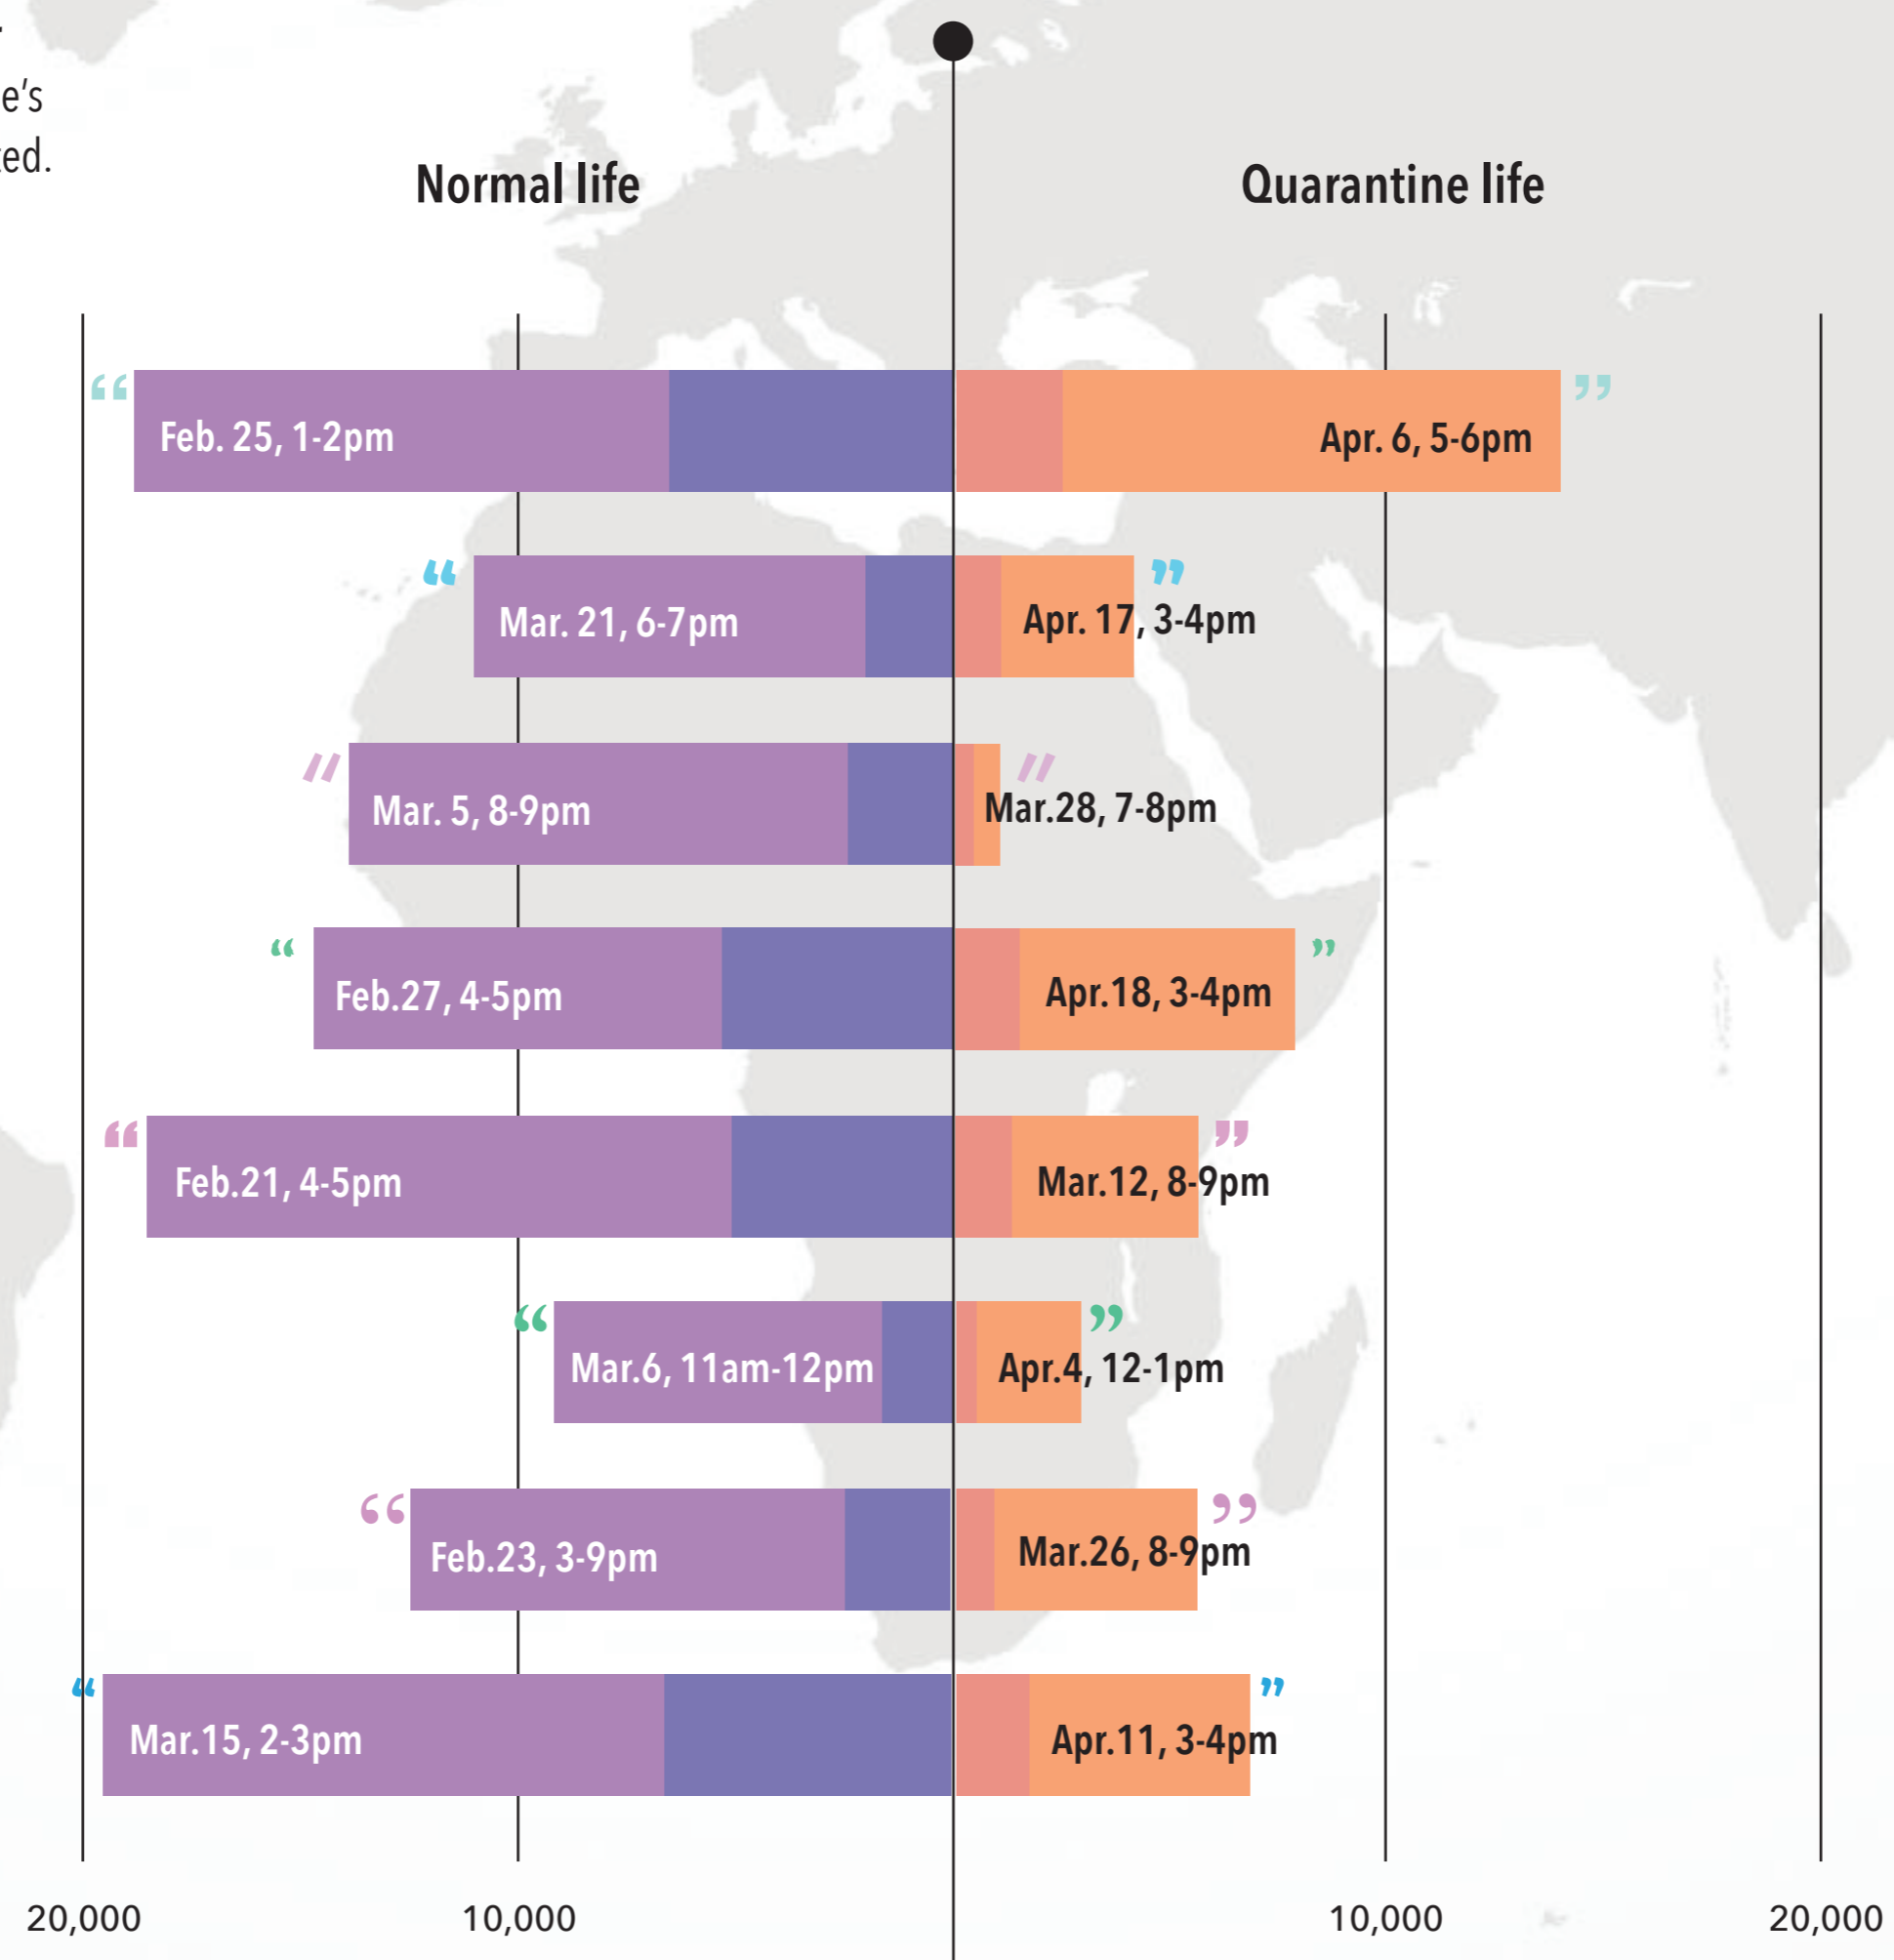 e's
ed.
Normal life Quarantine life
“ Feb. 25, 1-2pm Apr. 6, 5-6pm ”
“ Mar. 21, 6-7pm Apr. 17, 3-4pm ”
" Mar. 5, 8-9pm Mar.28, 7-8pm "
“ Feb.27, 4-5pm Apr.18, 3-4pm ”
“ Feb.21, 4-5pm Mar.12, 8-9pm ”
“ Mar.6, 11am-12pm Apr.4, 12-1pm ”
“ Feb.23, 3-9pm Mar.26, 8-9pm ”
“ Mar.15, 2-3pm Apr.11, 3-4pm ”
20,000 10,000 10,000 20,000